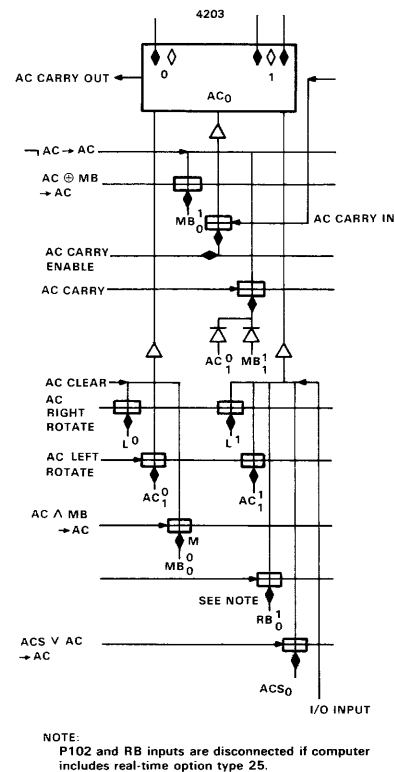 4203
0 1
AC CARRY OUT
AC0
¬ AC → AC
AC ⊕ MB
→ AC
MB 1 0
AC CARRY IN
AC CARRY
ENABLE
AC CARRY
AC 0 1 MB 1 1
AC CLEAR
AC
RIGHT
ROTATE
L 0 L 1
AC LEFT
ROTATE
AC 0 1 AC 1 1
AC ∧ MB
→ AC
M
MB 0 0
SEE NOTE
RB 1 0
ACS ∨ AC
→ AC
ACS0
I/O INPUT
NOTE:
P102 and RB inputs are disconnected if computer
includes real-time option type 25.